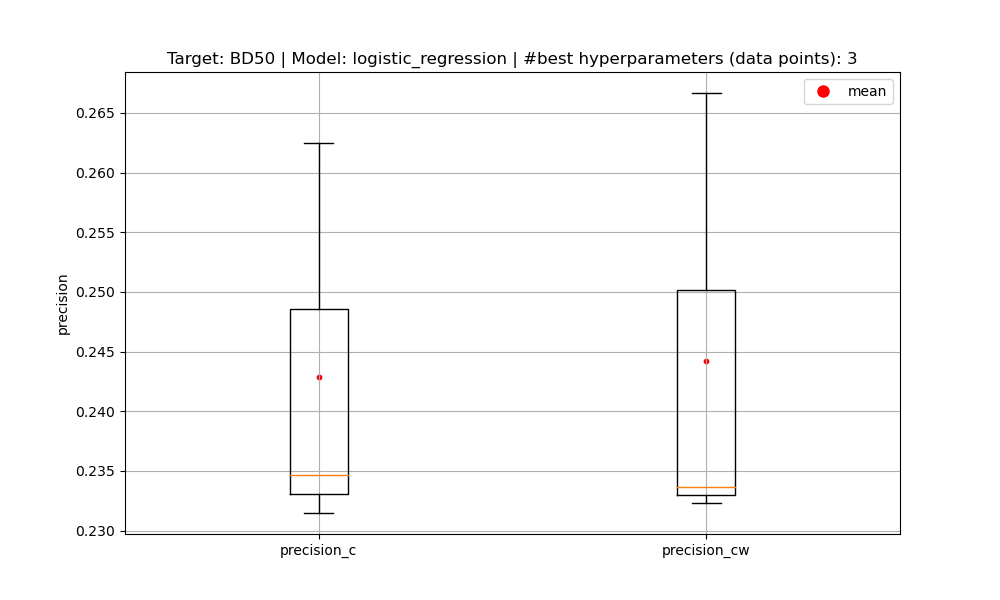 Target: BD50 | Model: logistic_regression | #best hyperparameters (data points): 3
mean
0.265
0.260
0.255
0.250
0.245
0.240
0.235
0.230
precision
precision_c
precision_cw